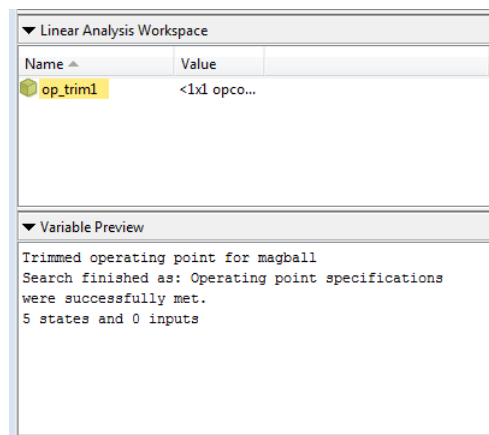 Linear Analysis Workspace
Name Value
op_trim1 <1x1 opco...
Variable Preview
Trimmed operating point for magball
Search finished as: Operating point specifications
were successfully met.
5 states and 0 inputs